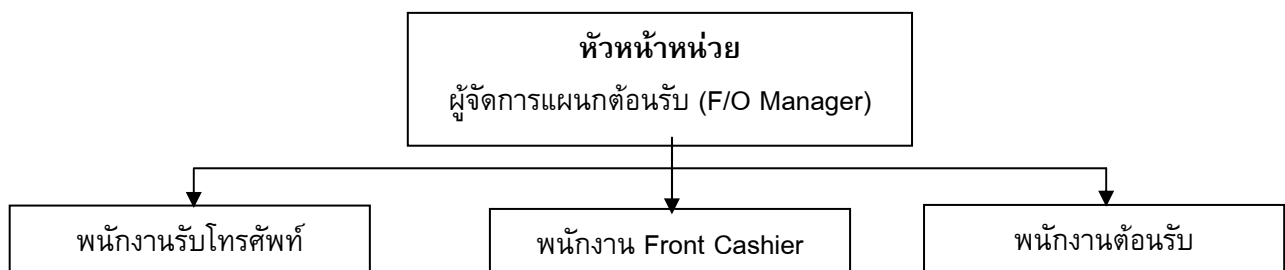 หัวหน้าหน่วย
ผู้จัดการแผนกต้อนรับ (F/O Manager)
พนักงานรับโทรศัพท์
พนักงาน Front Cashier
พนักงานต้อนรับ